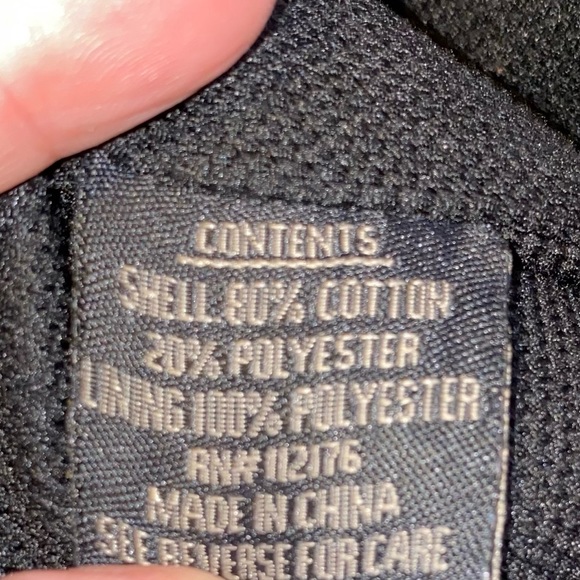 CONTENTS
SHELL 80% COTTON
20% POLYESTER
LINING 100% POLYESTER
RN# 112176
MADE IN CHINA
SEE REVERSE FOR CARE